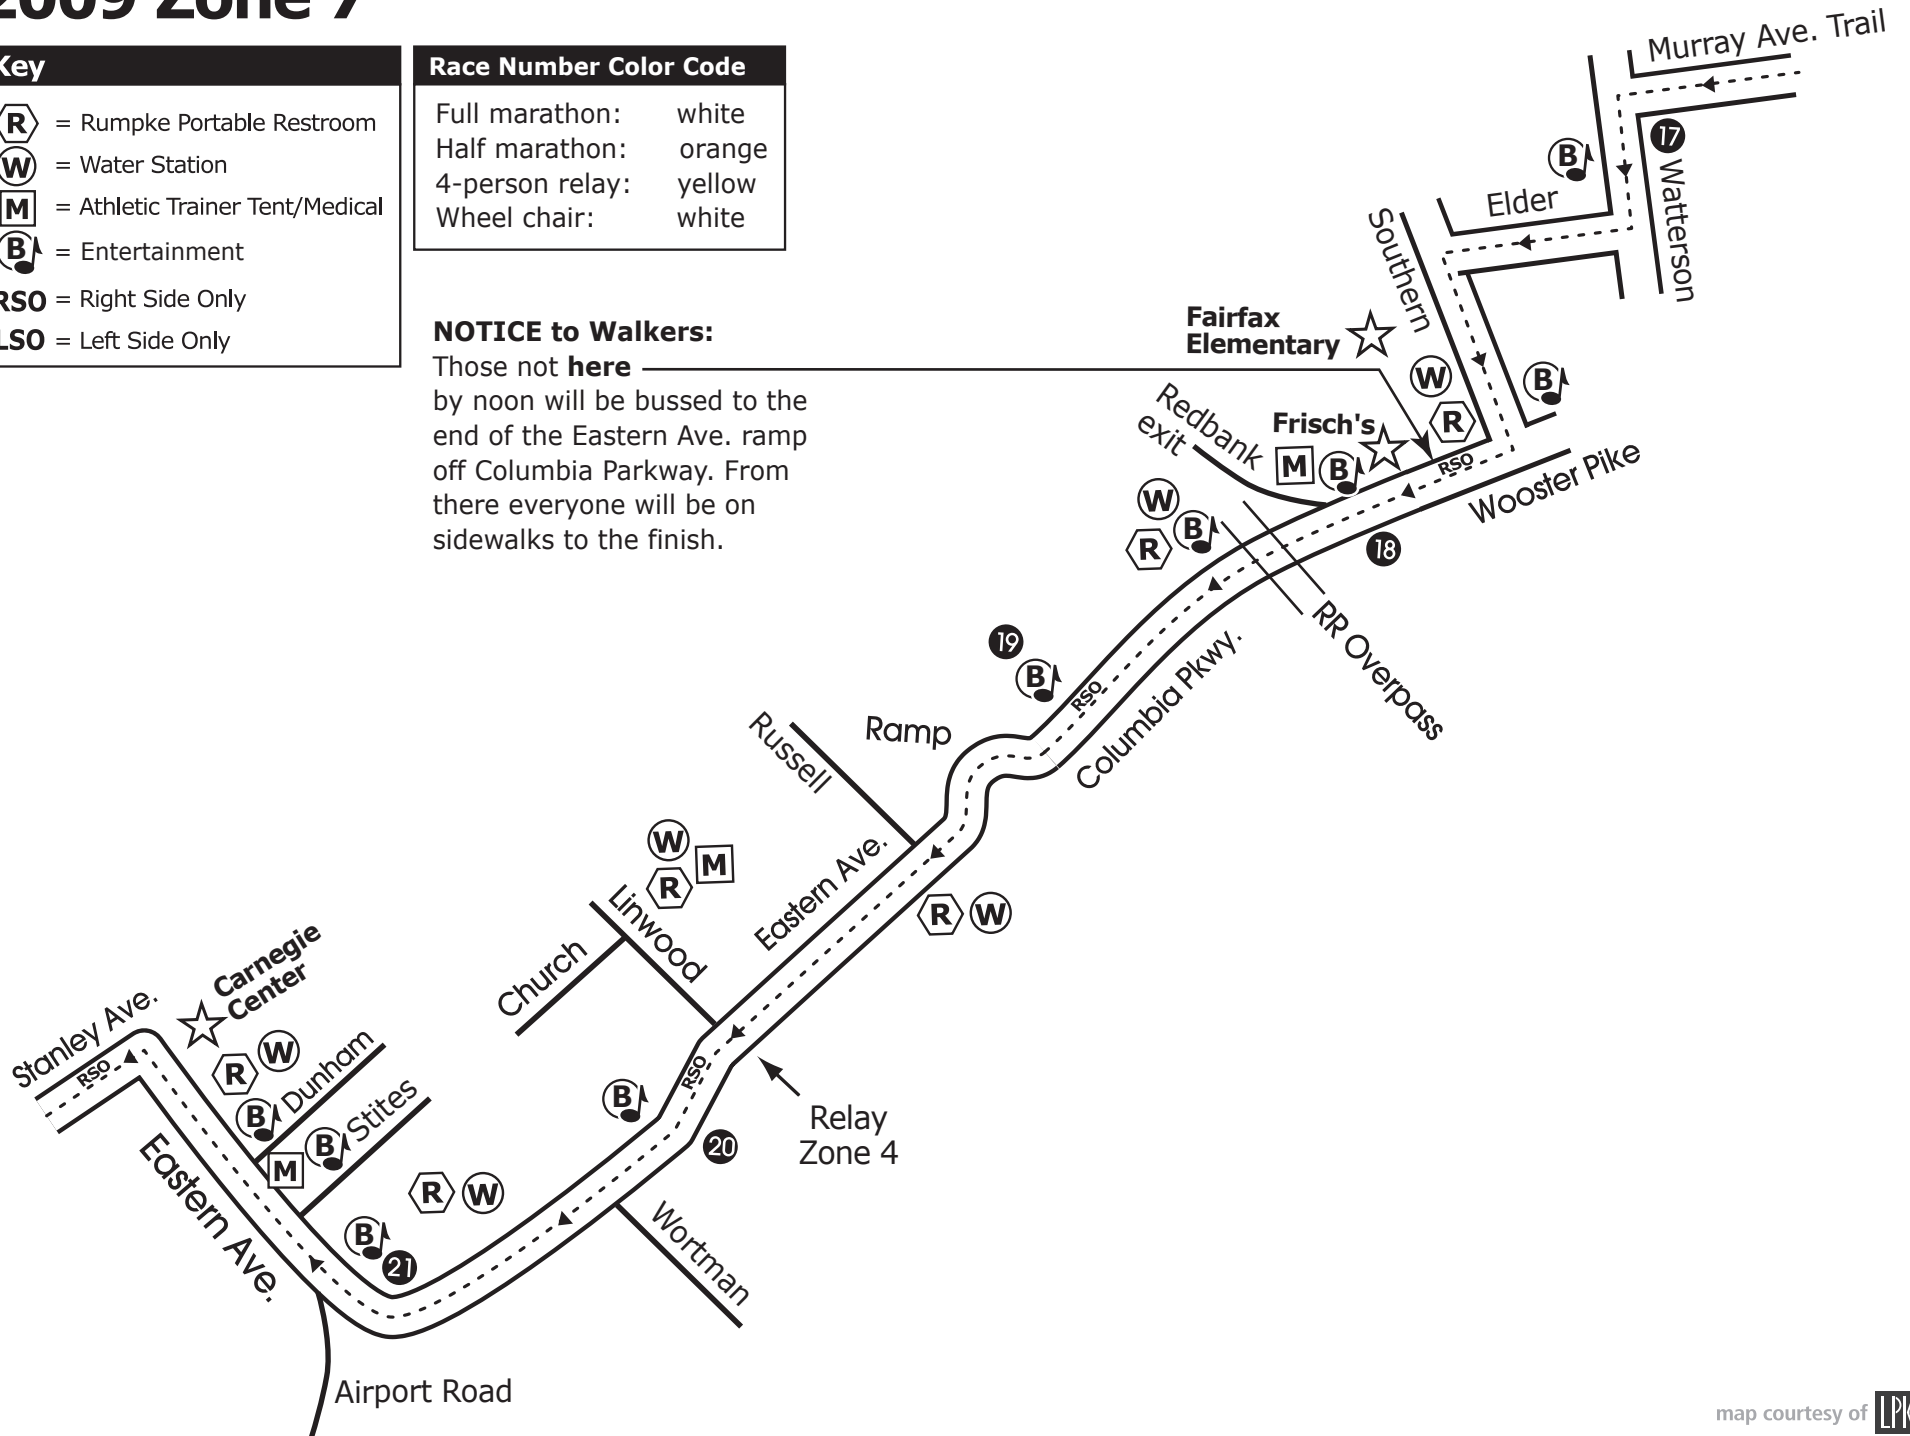 2009 Zone 7
Key
R = Rumpke Portable Restroom
W = Water Station
M = Athletic Trainer Tent/Medical
B = Entertainment
RSO = Right Side Only
LSO = Left Side Only
Race Number Color Code
Full marathon: white
Half marathon: orange
4-person relay: yellow
Wheel chair: white
NOTICE to Walkers:
Those not here
by noon will be bussed to the
end of the Eastern Ave. ramp
off Columbia Parkway. From
there everyone will be on
sidewalks to the finish.
Murray Ave. Trail
17
B
Watterson
Elder
Southern
Fairfax
Elementary
W
R
B
Redbank
exit
Frisch's
M
B
RSO
Wooster Pike
18
W
R
B
RR Overpass
19
B
RSO
Columbia Pkwy.
Ramp
Russell
Eastern Ave.
R
W
W
M
R
Linwood
Church
RSO
B
20
Relay
Zone 4
Wortman
Carnegie
Center
Stanley Ave.
RSO
R
W
B
Dunham
B
Stites
M
R
W
B
21
Eastern Ave.
Airport Road
map courtesy of